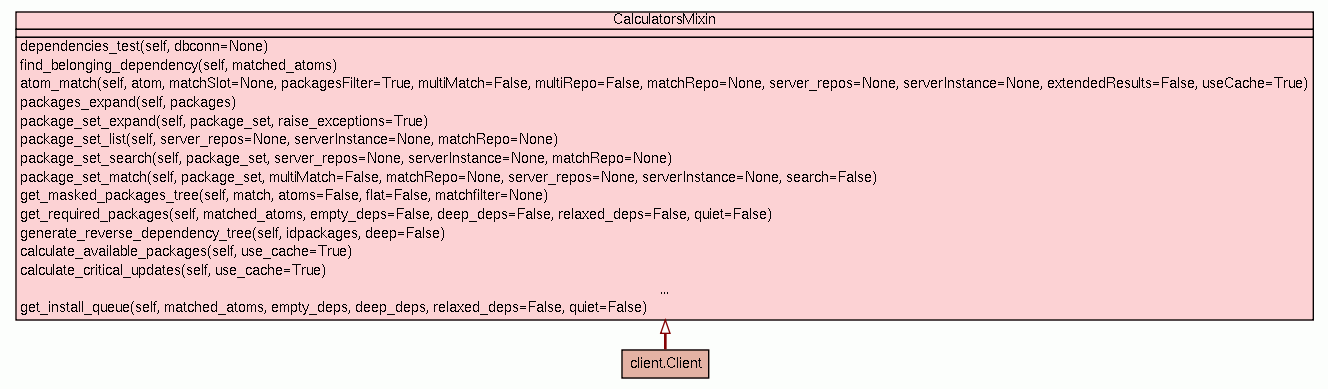 CalculatorsMixin
dependencies_test(self, dbconn=None)
find_belonging_dependency(self, matched_atoms)
atom_match(self, atom, matchSlot=None, packagesFilter=True, multiMatch=False, multiRepo=False, matchRepo=None, server_repos=None, serverInstance=None, extendedResults=False, useCache=True)
packages_expand(self, packages)
package_set_expand(self, package_set, raise_exceptions=True)
package_set_list(self, server_repos=None, serverInstance=None, matchRepo=None)
package_set_search(self, package_set, server_repos=None, serverInstance=None, matchRepo=None)
package_set_match(self, package_set, multiMatch=False, matchRepo=None, server_repos=None, serverInstance=None, search=False)
get_masked_packages_tree(self, match, atoms=False, flat=False, matchfilter=None)
get_required_packages(self, matched_atoms, empty_deps=False, deep_deps=False, relaxed_deps=False, quiet=False)
generate_reverse_dependency_tree(self, idpackages, deep=False)
calculate_available_packages(self, use_cache=True)
calculate_critical_updates(self, use_cache=True)
...
get_install_queue(self, matched_atoms, empty_deps, deep_deps, relaxed_deps=False, quiet=False)
client.Client